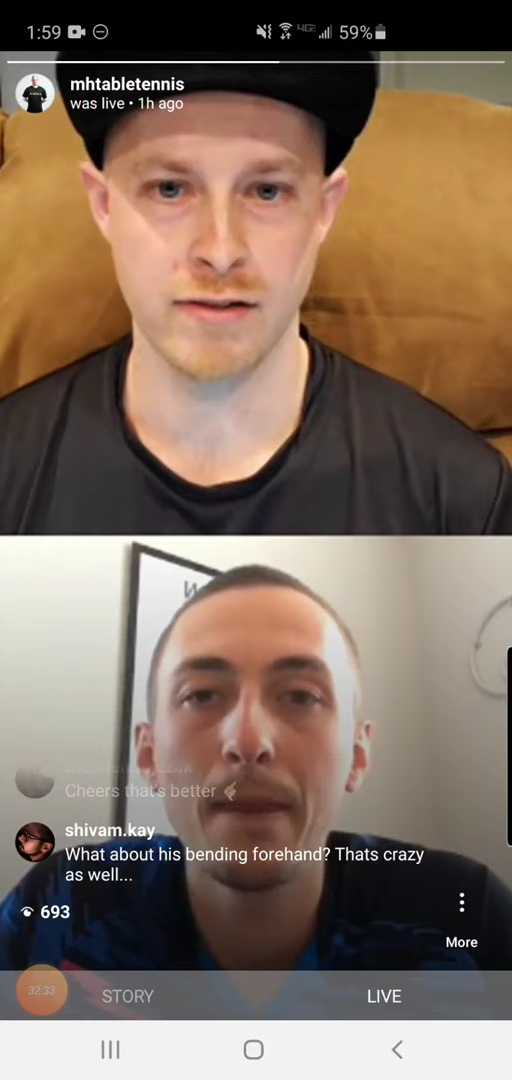 1:59
4G 59%
mhtabletennis
was live • 1h ago
Cheers that's better
shivam.kay
What about his bending forehand? Thats crazy
as well...
693
More
32:33
STORY LIVE